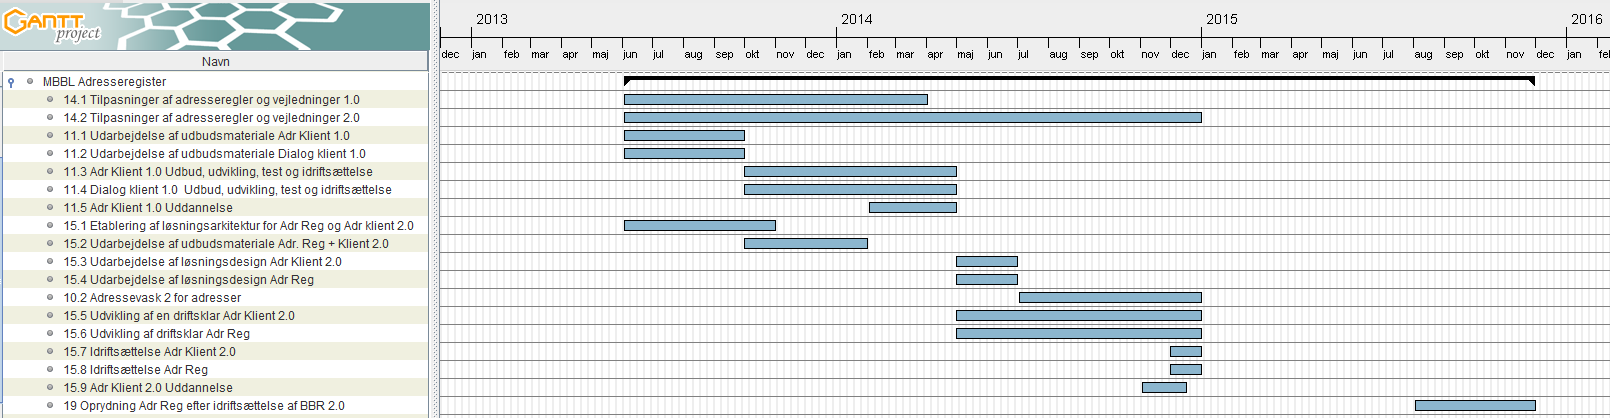 GANTT
project
2013 2014 2015 2016
dec jan feb mar apr maj jun jul aug sep okt nov dec jan feb mar apr maj jun jul aug sep okt nov dec jan feb mar apr maj jun jul aug sep okt nov dec jan fe
Navn
MBBL Adresseregister
14.1 Tilpasninger af adresseregler og vejledninger 1.0
14.2 Tilpasninger af adresseregler og vejledninger 2.0
11.1 Udarbejdelse af udbudsmateriale Adr Klient 1.0
11.2 Udarbejdelse af udbudsmateriale Dialog klient 1.0
11.3 Adr Klient 1.0 Udbud, udvikling, test og idriftsættelse
11.4 Dialog klient 1.0 Udbud, udvikling, test og idriftsættelse
11.5 Adr Klient 1.0 Uddannelse
15.1 Etablering af løsningsarkitektur for Adr Reg og Adr klient 2.0
15.2 Udarbejdelse af udbudsmateriale Adr. Reg + Klient 2.0
15.3 Udarbejdelse af løsningsdesign Adr Klient 2.0
15.4 Udarbejdelse af løsningsdesign Adr Reg
10.2 Adressevask 2 for adresser
15.5 Udvikling af en driftsklar Adr Klient 2.0
15.6 Udvikling af driftsklar Adr Reg
15.7 Idriftsættelse Adr Klient 2.0
15.8 Idriftsættelse Adr Reg
15.9 Adr Klient 2.0 Uddannelse
19 Oprydning Adr Reg efter idriftsættelse af BBR 2.0